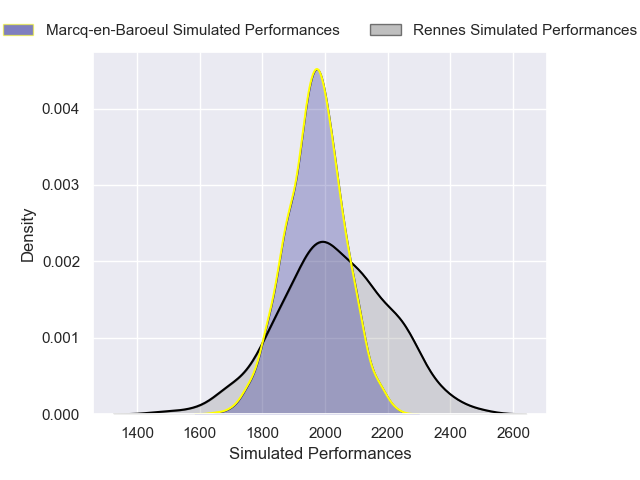 Marcq-en-Baroeul Simulated Performances
Rennes Simulated Performances
Density
0.004
0.003
0.002
0.001
0.000
1400 1600 1800 2000 2200 2400 2600
Simulated Performances